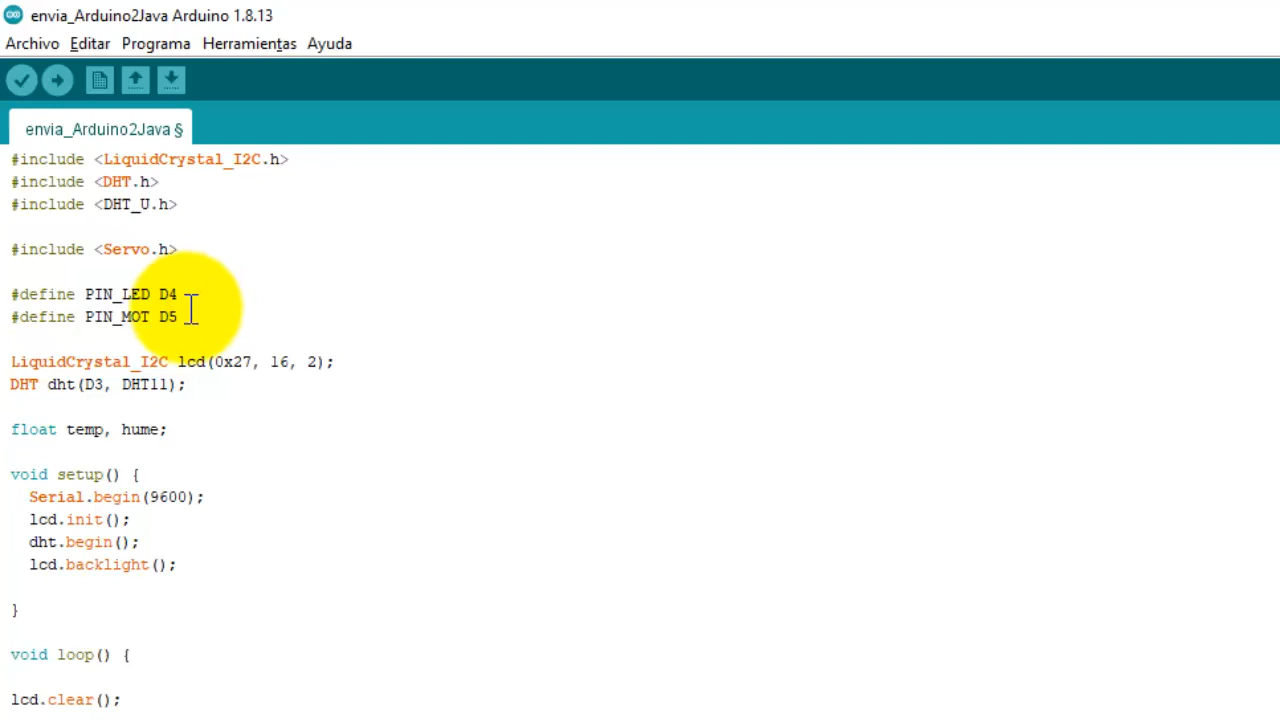 envia_Arduino2Java Arduino 1.8.13
Archivo Editar Programa Herramientas Ayuda
envia_Arduino2Java §
#include <LiquidCrystal_I2C.h>
#include <DHT.h>
#include <DHT_U.h>
#include <Servo.h>
#define PIN_LED D4
#define PIN_MOT D5
LiquidCrystal_I2C lcd(0x27, 16, 2);
DHT dht(D3, DHT11);
float temp, hume;
void setup() {
Serial.begin(9600);
lcd.init();
dht.begin();
lcd.backlight();
}
void loop() {
lcd.clear();